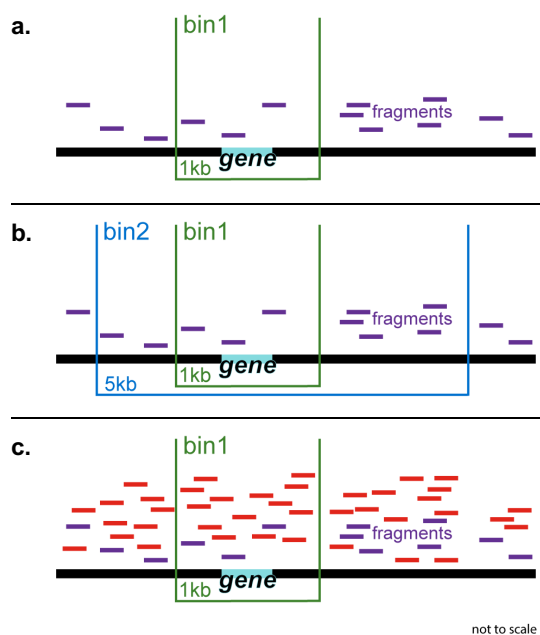 a.
bin1
fragments
1kb
gene
b.
bin2
bin1
fragments
1kb
gene
5kb
c.
bin1
fragments
1kb
gene
not to scale